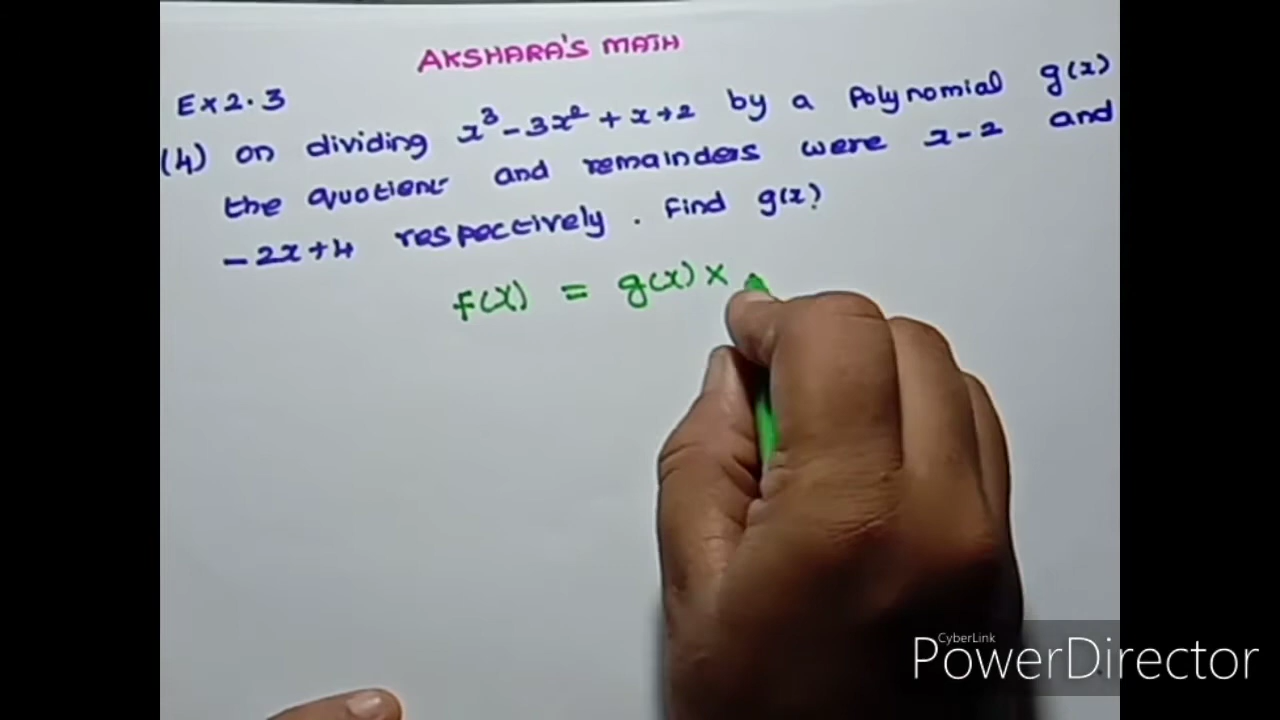 AKSHARA'S MATH
Ex 2.3
(4) on dividing x³-3x²+x+2 by a polynomial g(x)
the quotient and remainders were x-2 and
-2x+4 respectively. Find g(x)?
f(x) = g(x) ×
CyberLink
PowerDirector